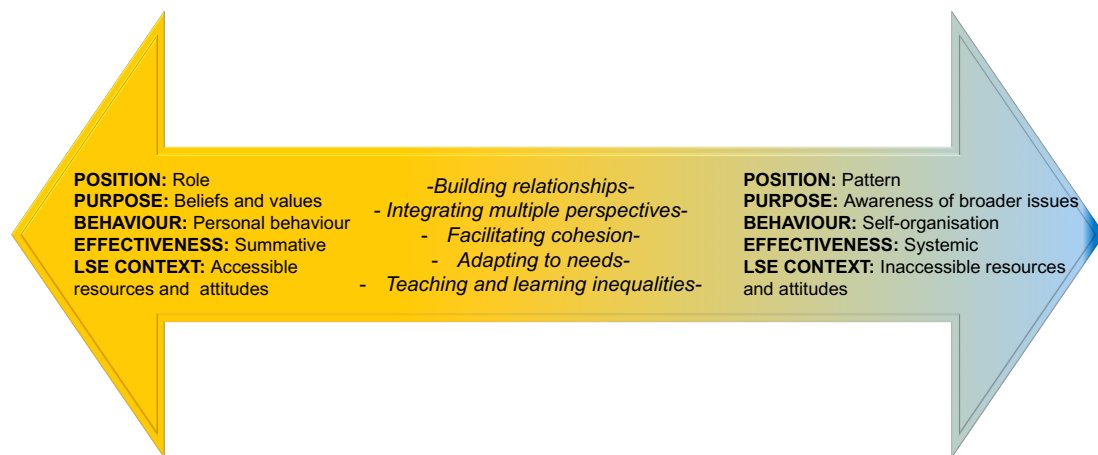 POSITION: Role
PURPOSE: Beliefs and values
BEHAVIOUR: Personal behaviour
EFFECTIVENESS: Summative
LSE CONTEXT: Accessible
resources and attitudes
-Building relationships-
- Integrating multiple perspectives-
- Facilitating cohesion-
- Adapting to needs-
- Teaching and learning inequalities-
POSITION: Pattern
PURPOSE: Awareness of broader issues
BEHAVIOUR: Self-organisation
EFFECTIVENESS: Systemic
LSE CONTEXT: Inaccessible resources
and attitudes